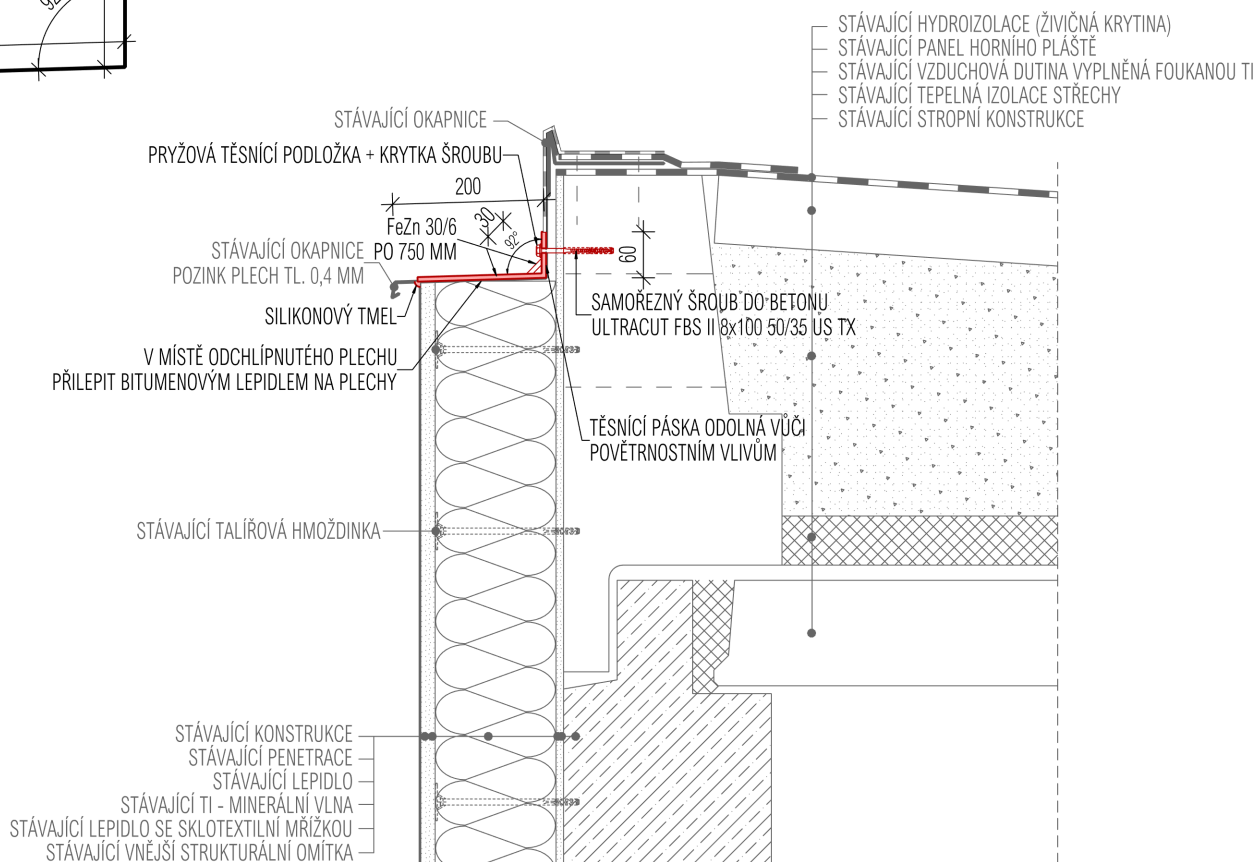 92
STÁVAJÍCÍ HYDROIZOLACE (ŽIVIČNÁ KRYTINA)
STÁVAJÍCÍ PANEL HORNÍHO PLÁŠTĚ
STÁVAJÍCÍ VZDUCHOVÁ DUTINA VYPLNĚNÁ FOUKANOU TI
STÁVAJÍCÍ TEPELNÁ IZOLACE STŘECHY
STÁVAJÍCÍ STROPNÍ KONSTRUKCE
STÁVAJÍCÍ OKAPNICE
PRYŽOVÁ TĚSNÍCÍ PODLOŽKA + KRYTKA ŠROUBU
200
30
92°
60
FeZn 30/6
PO 750 MM
STÁVAJÍCÍ OKAPNICE
POZINK PLECH TL. 0,4 MM
SILIKONOVÝ TMEL
SAMOŘEZNÝ ŠROUB DO BETONU
ULTRACUT FBS II 8x100 50/35 US TX
V MÍSTĚ ODCHLÍPNUTÉHO PLECHU
PŘILEPIT BITUMENOVÝM LEPIDLEM NA PLECHY
TĚSNÍCÍ PÁSKA ODOLNÁ VŮČI
POVĚTRNOSTNÍM VLIVŮM
STÁVAJÍCÍ TALÍŘOVÁ HMOŽDINKA
STÁVAJÍCÍ KONSTRUKCE
STÁVAJÍCÍ PENETRACE
STÁVAJÍCÍ LEPIDLO
STÁVAJÍCÍ TI - MINERÁLNÍ VLNA
STÁVAJÍCÍ LEPIDLO SE SKLOTEXTILNÍ MŘÍŽKOU
STÁVAJÍCÍ VNĚJŠÍ STRUKTURÁLNÍ OMÍTKA